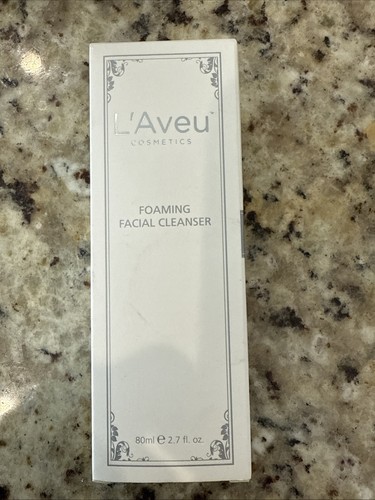 L'Aveu
COSMETICS
FOAMING
FACIAL CLEANSER
80ml ℮ 2.7 fl. oz.